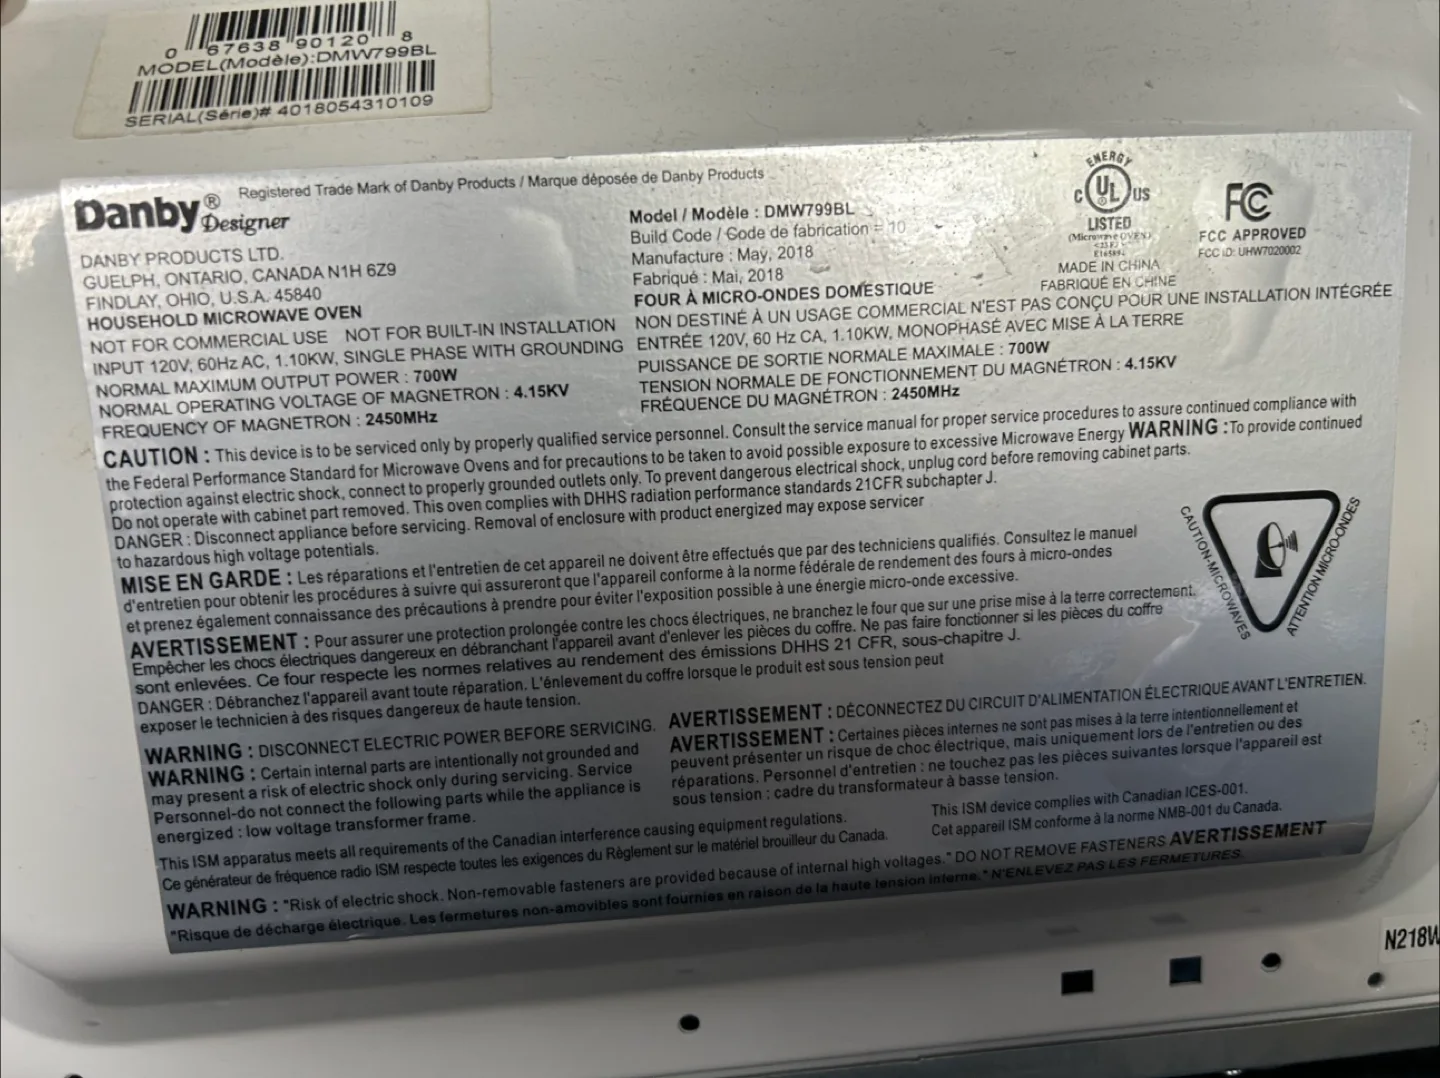 0 67638 90120 8
MODEL(Modèle):DMW799BL
SERIAL(Série)# 4018054310109
Danby® Designer
Registered Trade Mark of Danby Products / Marque déposée de Danby Products
DANBY PRODUCTS LTD.
GUELPH, ONTARIO, CANADA N1H 6Z9
FINDLAY, OHIO, U.S.A. 45840
HOUSEHOLD MICROWAVE OVEN
NOT FOR COMMERCIAL USE NOT FOR BUILT-IN INSTALLATION
INPUT 120V, 60Hz AC, 1.10KW, SINGLE PHASE WITH GROUNDING
NORMAL MAXIMUM OUTPUT POWER : 700W
NORMAL OPERATING VOLTAGE OF MAGNETRON : 4.15KV
FREQUENCY OF MAGNETRON : 2450MHz
Model / Modèle : DMW799BL
Build Code / Code de fabrication = 10
Manufacture : May, 2018
Fabriqué : Mai, 2018
FOUR À MICRO-ONDES DOMESTIQUE
NON DESTINÉ À UN USAGE COMMERCIAL N'EST PAS CONÇU POUR UNE INSTALLATION INTÉGRÉE
ENTRÉE 120V, 60 Hz CA, 1.10KW, MONOPHASÉ AVEC MISE À LA TERRE
PUISSANCE DE SORTIE NORMALE MAXIMALE : 700W
TENSION NORMALE DE FONCTIONNEMENT DU MAGNÉTRON : 4.15KV
FRÉQUENCE DU MAGNÉTRON : 2450MHz
ENERGY
C UL US
LISTED
(Microwave OVEN)
MADE IN CHINA
FABRIQUÉ EN CHINE
FC
FCC APPROVED
FCC ID: UHW7020002
CAUTION : This device is to be serviced only by properly qualified service personnel. Consult the service manual for proper service procedures to assure continued compliance with
the Federal Performance Standard for Microwave Ovens and for precautions to be taken to avoid possible exposure to excessive Microwave Energy WARNING :To provide continued
protection against electric shock, connect to properly grounded outlets only. To prevent dangerous electrical shock, unplug cord before removing cabinet parts.
Do not operate with cabinet part removed. This oven complies with DHHS radiation performance standards 21CFR subchapter J.
DANGER : Disconnect appliance before servicing. Removal of enclosure with product energized may expose servicer
to hazardous high voltage potentials.
MISE EN GARDE : Les réparations et l'entretien de cet appareil ne doivent être effectués que par des techniciens qualifiés. Consultez le manuel
d'entretien pour obtenir les procédures à suivre qui assureront que l'appareil conforme à la norme fédérale de rendement des fours à micro-ondes
et prenez également connaissance des précautions à prendre pour éviter l'exposition possible à une énergie micro-onde excessive.
AVERTISSEMENT : Pour assurer une protection prolongée contre les chocs électriques, ne branchez le four que sur une prise mise à la terre correctement.
Empêcher les chocs électriques dangereux en débranchant l'appareil avant d'enlever les pièces du coffre. Ne pas faire fonctionner si les pièces du coffre
sont enlevées. Ce four respecte les normes relatives au rendement des émissions DHHS 21 CFR, sous-chapitre J.
DANGER : Débranchez l'appareil avant toute réparation. L'énlevement du coffre lorsque le produit est sous tension peut
exposer le technicien à des risques dangereux de haute tension.
CAUTION-MICROWAVES
ATTENTION MICRO-ONDES
WARNING : DISCONNECT ELECTRIC POWER BEFORE SERVICING.
WARNING : Certain internal parts are intentionally not grounded and
may present a risk of electric shock only during servicing. Service
Personnel-do not connect the following parts while the appliance is
energized : low voltage transformer frame.
AVERTISSEMENT : DÉCONNECTEZ DU CIRCUIT D'ALIMENTATION ÉLECTRIQUE AVANT L'ENTRETIEN.
AVERTISSEMENT : Certaines pièces internes ne sont pas mises à la terre intentionnellement et
peuvent présenter un risque de choc électrique, mais uniquement lors de l'entretien ou des
réparations. Personnel d'entretien : ne touchez pas les pièces suivantes lorsque l'appareil est
sous tension : cadre du transformateur à basse tension.
This ISM apparatus meets all requirements of the Canadian interference causing equipment regulations.
Ce générateur de fréquence radio ISM respecte toutes les exigences du Règlement sur le matériel brouilleur du Canada.
This ISM device complies with Canadian ICES-001.
Cet appareil ISM conforme à la norme NMB-001 du Canada.
WARNING : "Risk of electric shock. Non-removable fasteners are provided because of internal high voltages." DO NOT REMOVE FASTENERS AVERTISSEMENT
"Risque de décharge électrique. Les fermetures non-amovibles sont fournies en raison de la haute tension interne." N'ENLEVEZ PAS LES FERMETURES.
N218W